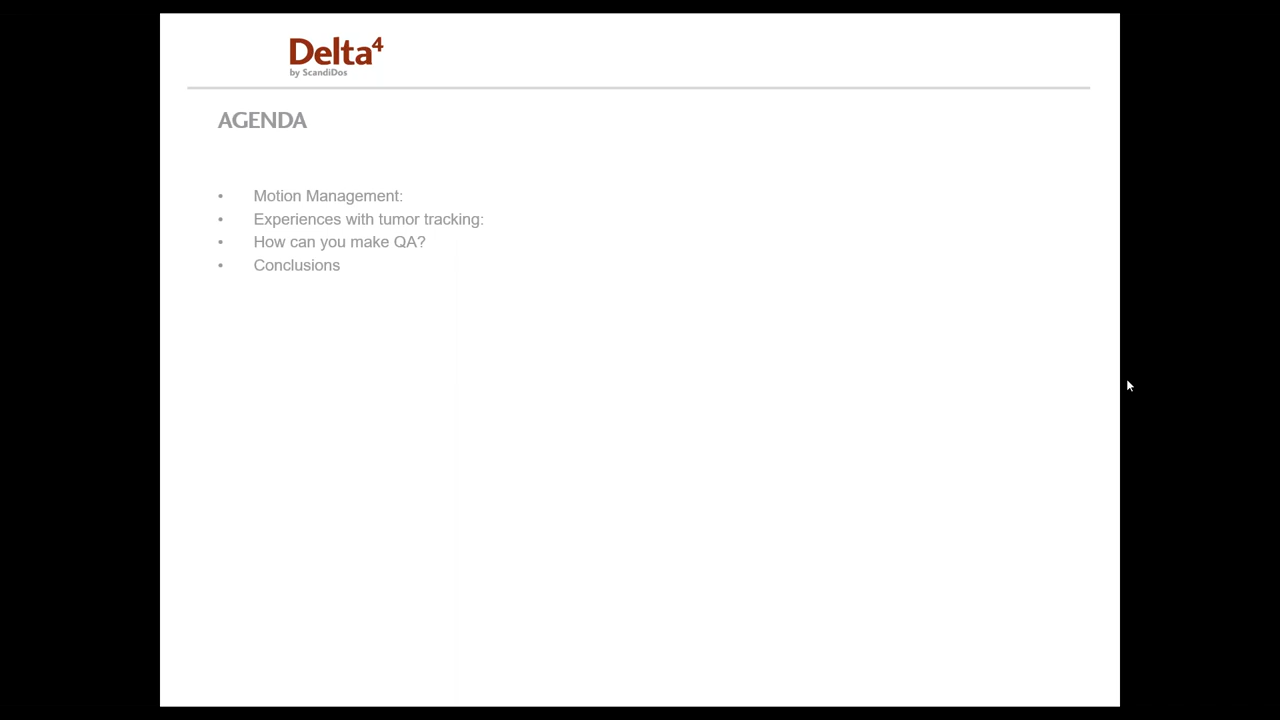 Delta4
by ScandiDos
AGENDA
• Motion Management:
• Experiences with tumor tracking:
• How can you make QA?
• Conclusions